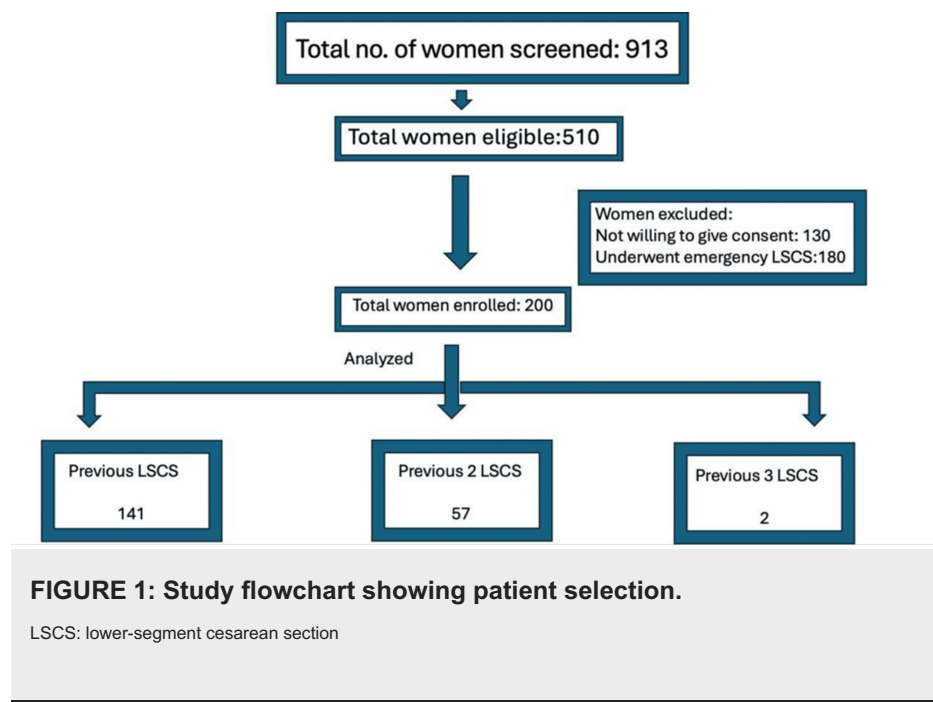 Total no. of women screened: 913
Total women eligible:510
Women excluded:
Not willing to give consent: 130
Underwent emergency LSCS:180
Total women enrolled: 200
Analyzed
Previous LSCS
141
Previous 2 LSCS
57
Previous 3 LSCS
2
FIGURE 1: Study flowchart showing patient selection.
LSCS: lower-segment cesarean section